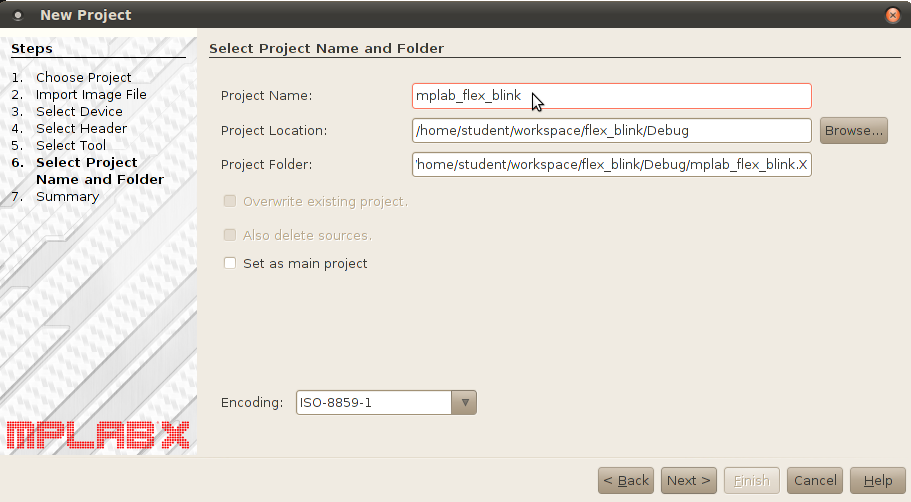 New Project
Steps
1. Choose Project
2. Import Image File
3. Select Device
4. Select Header
5. Select Tool
6. Select Project
Name and Folder
7. Summary
MPLAB X
Select Project Name and Folder
Project Name: mplab_flex_blink
Project Location: /home/student/workspace/flex_blink/Debug Browse...
Project Folder: 'home/student/workspace/flex_blink/Debug/mplab_flex_blink.X
Overwrite existing project.
Also delete sources.
Set as main project
Encoding: ISO-8859-1
< Back Next > Finish Cancel Help